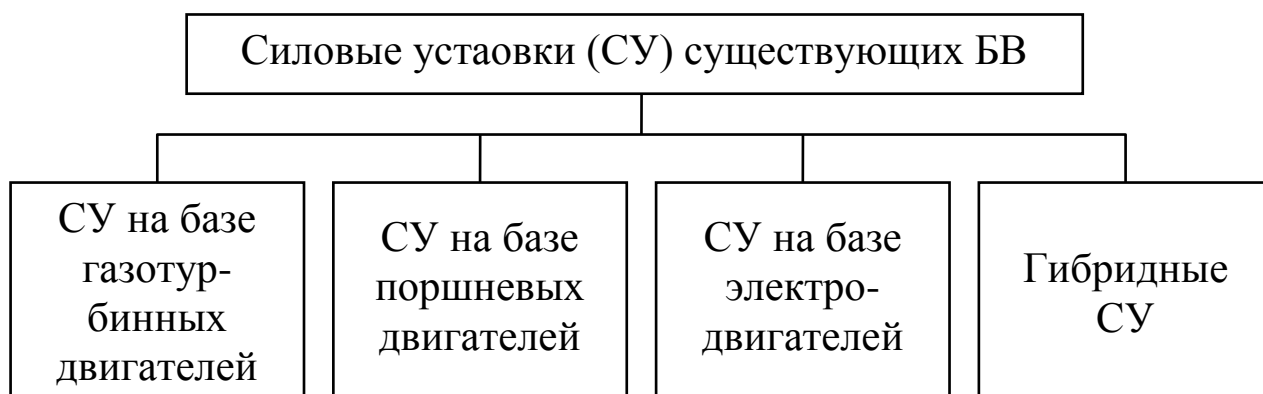 Силовые устаовки (СУ) существующих БВ
СУ на базе
газотур-
бинных
двигателей
СУ на базе
поршневых
двигателей
СУ на базе
электро-
двигателей
Гибридные
СУ